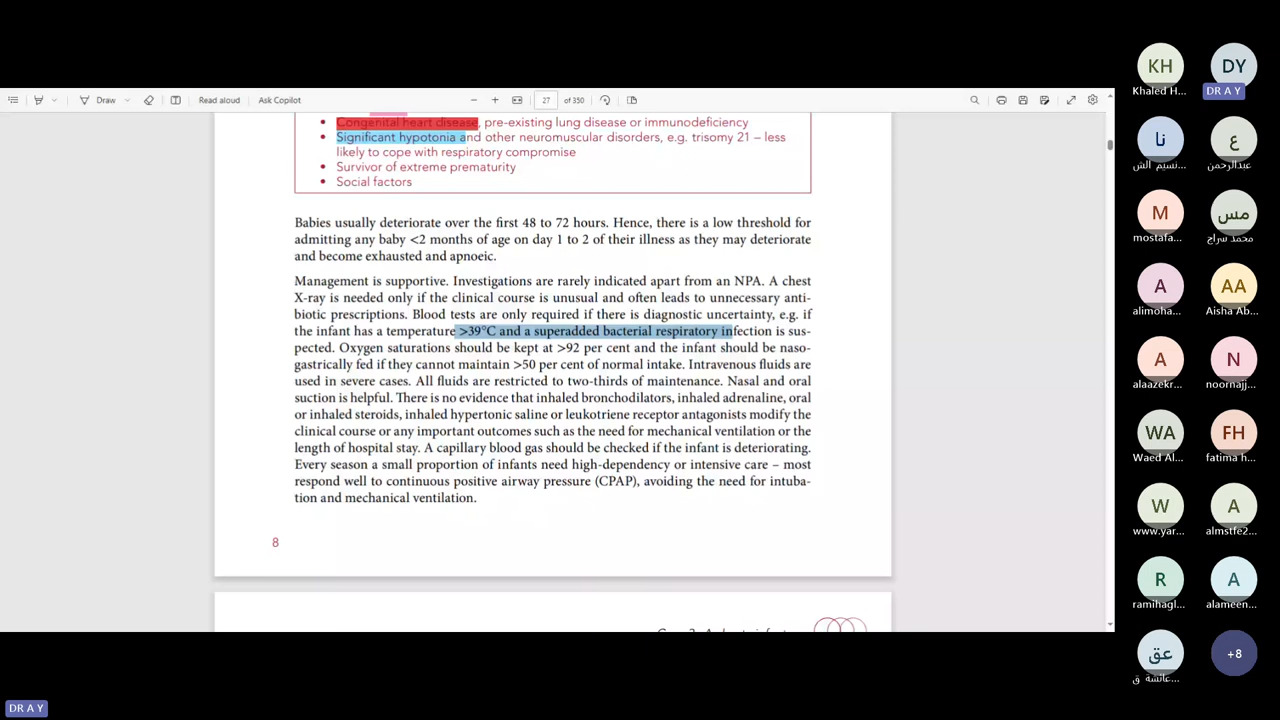 KH
DY
Khaled H...
DR A Y
Draw
Read aloud
Ask Copilot
27
of 350
• Congenital heart disease, pre-existing lung disease or immunodeficiency
• Significant hypotonia and other neuromuscular disorders, e.g. trisomy 21 – less
likely to cope with respiratory compromise
• Survivor of extreme prematurity
• Social factors
Babies usually deteriorate over the first 48 to 72 hours. Hence, there is a low threshold for
admitting any baby <2 months of age on day 1 to 2 of their illness as they may deteriorate
and become exhausted and apnoeic.
Management is supportive. Investigations are rarely indicated apart from an NPA. A chest
X-ray is needed only if the clinical course is unusual and often leads to unnecessary anti-
biotic prescriptions. Blood tests are only required if there is diagnostic uncertainty, e.g. if
the infant has a temperature >39°C and a superadded bacterial respiratory infection is sus-
pected. Oxygen saturations should be kept at >92 per cent and the infant should be naso-
gastrically fed if they cannot maintain >50 per cent of normal intake. Intravenous fluids are
used in severe cases. All fluids are restricted to two-thirds of maintenance. Nasal and oral
suction is helpful. There is no evidence that inhaled bronchodilators, inhaled adrenaline, oral
or inhaled steroids, inhaled hypertonic saline or leukotriene receptor antagonists modify the
clinical course or any important outcomes such as the need for mechanical ventilation or the
length of hospital stay. A capillary blood gas should be checked if the infant is deteriorating.
Every season a small proportion of infants need high-dependency or intensive care – most
respond well to continuous positive airway pressure (CPAP), avoiding the need for intuba-
tion and mechanical ventilation.
8
نا
ع
نسيم الش...
عبدالرحمن
M
مس
mostafa...
محمد سراج
A
AA
alimoha...
Aisha Ab...
A
N
alaazekr...
noornajj...
WA
FH
Waed Al...
fatima h...
W
A
www.yar...
almstfe2...
R
A
ramihagl...
alameen...
عق
+8
عائشة ق...
DR A Y